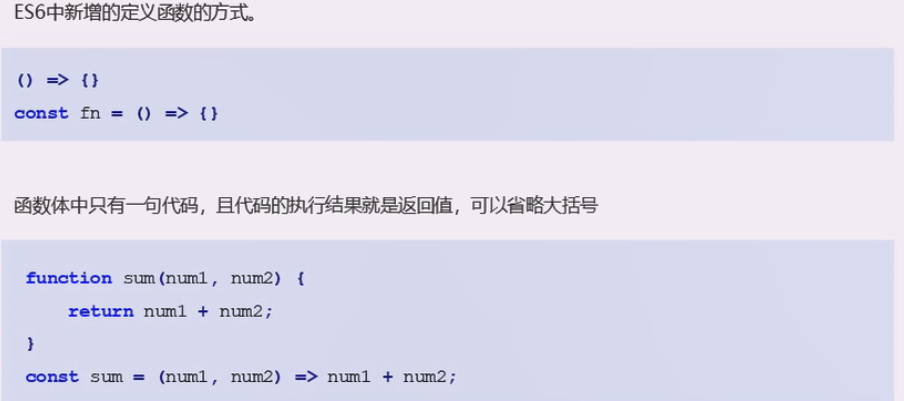 ES6中新增的定义函数的方式。
() => {}
const fn = () => {}
函数体中只有一句代码，且代码的执行结果就是返回值，可以省略大括号
function sum(num1, num2) {
    return num1 + num2;
}
const sum = (num1, num2) => num1 + num2;